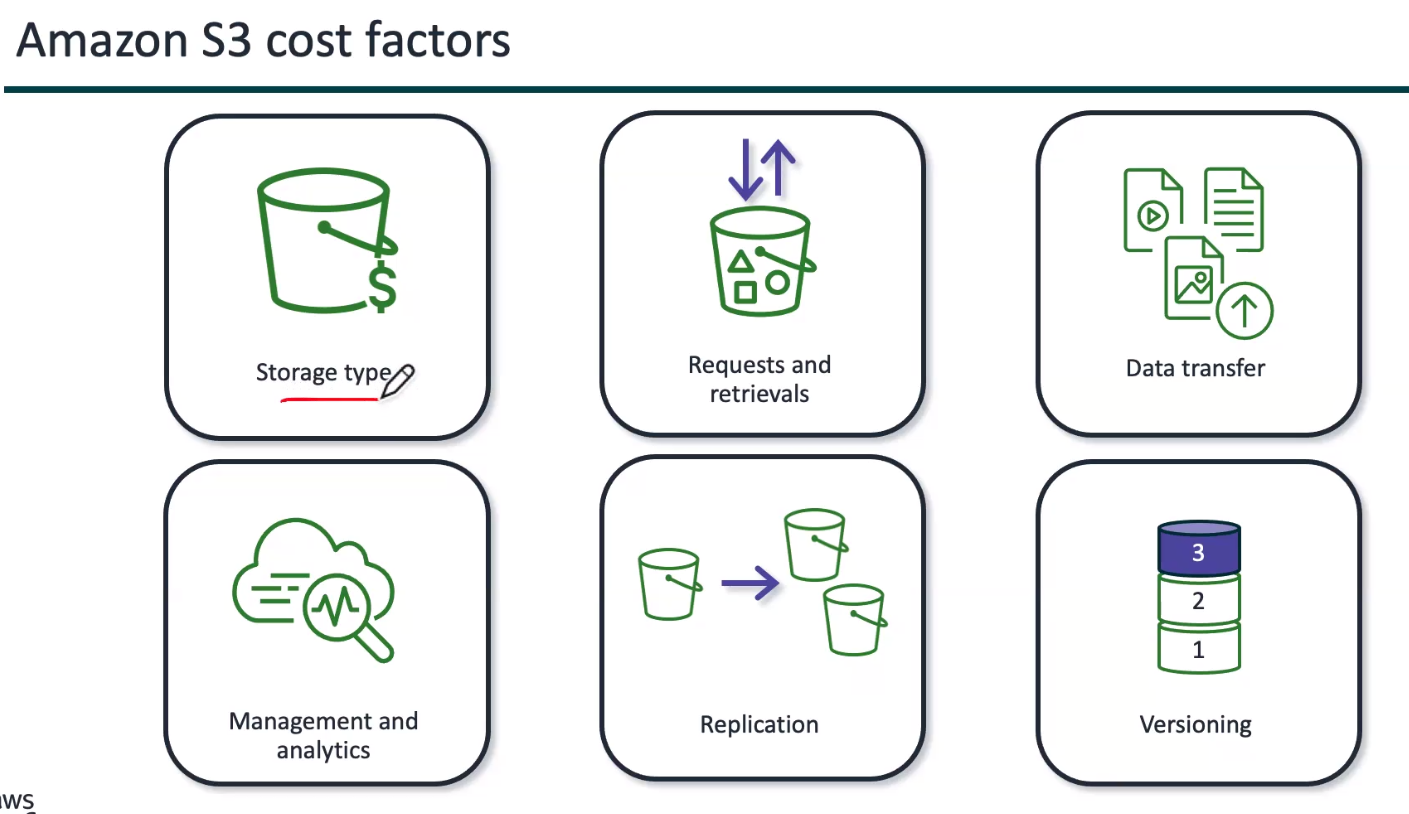 Amazon S3 cost factors
Storage type
Requests and
retrievals
Data transfer
Management and
analytics
Replication
3
2
1
Versioning
aws